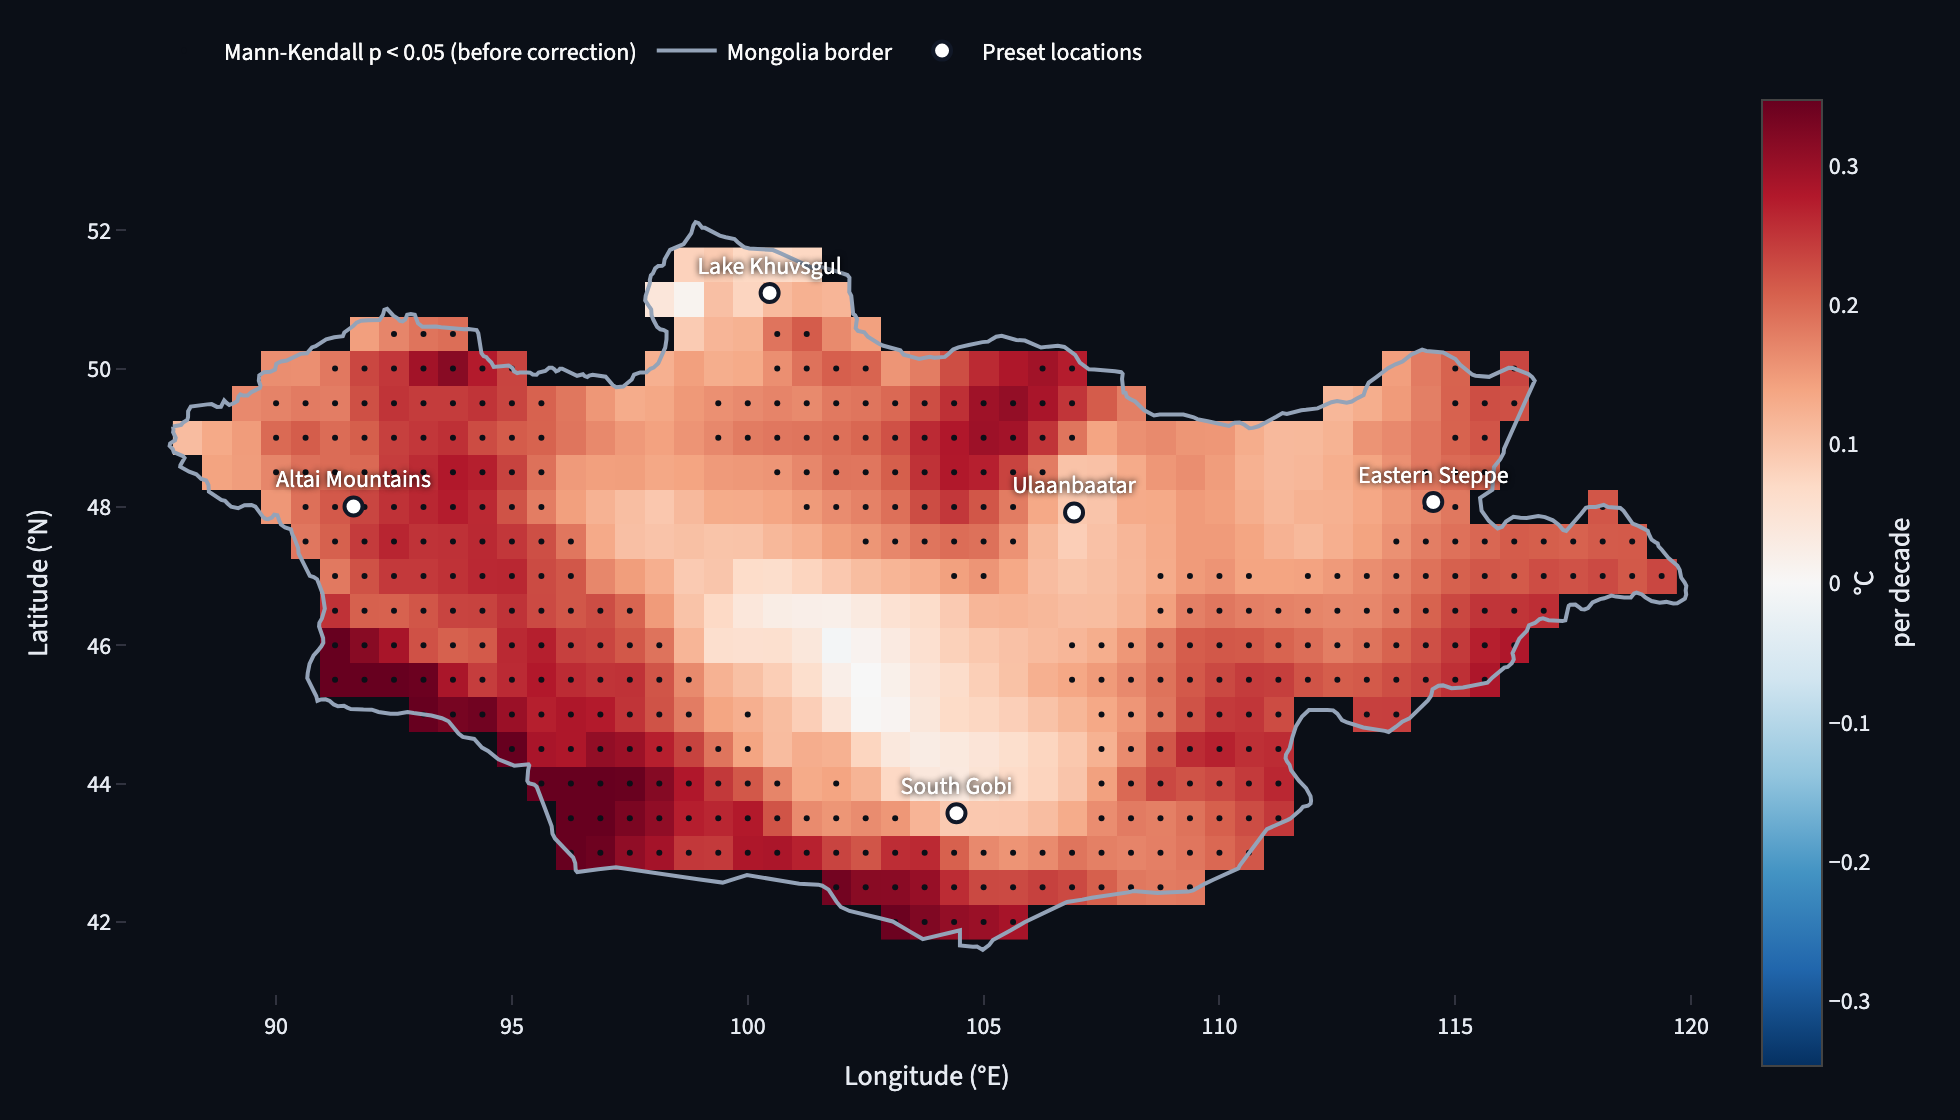 Mann-Kendall p < 0.05 (before correction) Mongolia border Preset locations
0.3
52
Lake Khuvsgul
0.2
50
0.1
Altai Mountains
Ulaanbaatar
Eastern Steppe
48
Latitude (°N)
0
°C
per decade
46
−0.1
44
South Gobi
−0.2
42
−0.3
90 95 100 105 110 115 120
Longitude (°E)